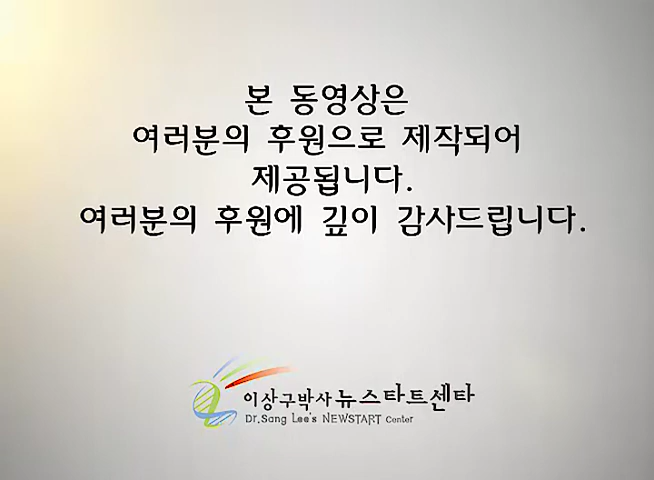 본 동영상은
여러분의 후원으로 제작되어
제공됩니다.
여러분의 후원에 깊이 감사드립니다.
이상구박사 뉴스타트센타
Dr.Sang Lee's NEWSTART Center